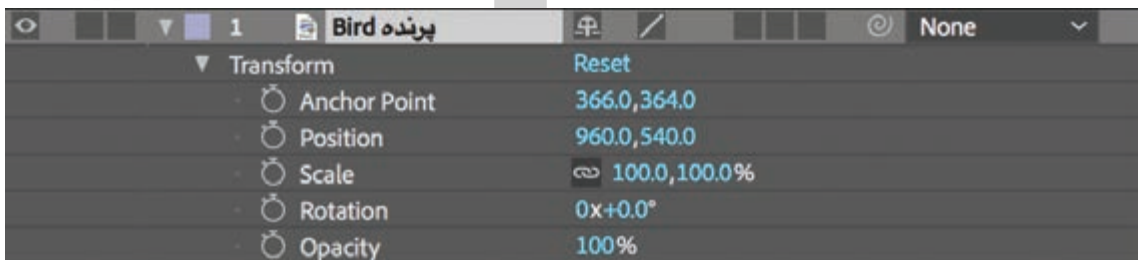 1 Bird پرنده None
Transform Reset
Anchor Point 366.0,364.0
Position 960.0,540.0
Scale 100.0,100.0%
Rotation 0x+0.0°
Opacity 100%